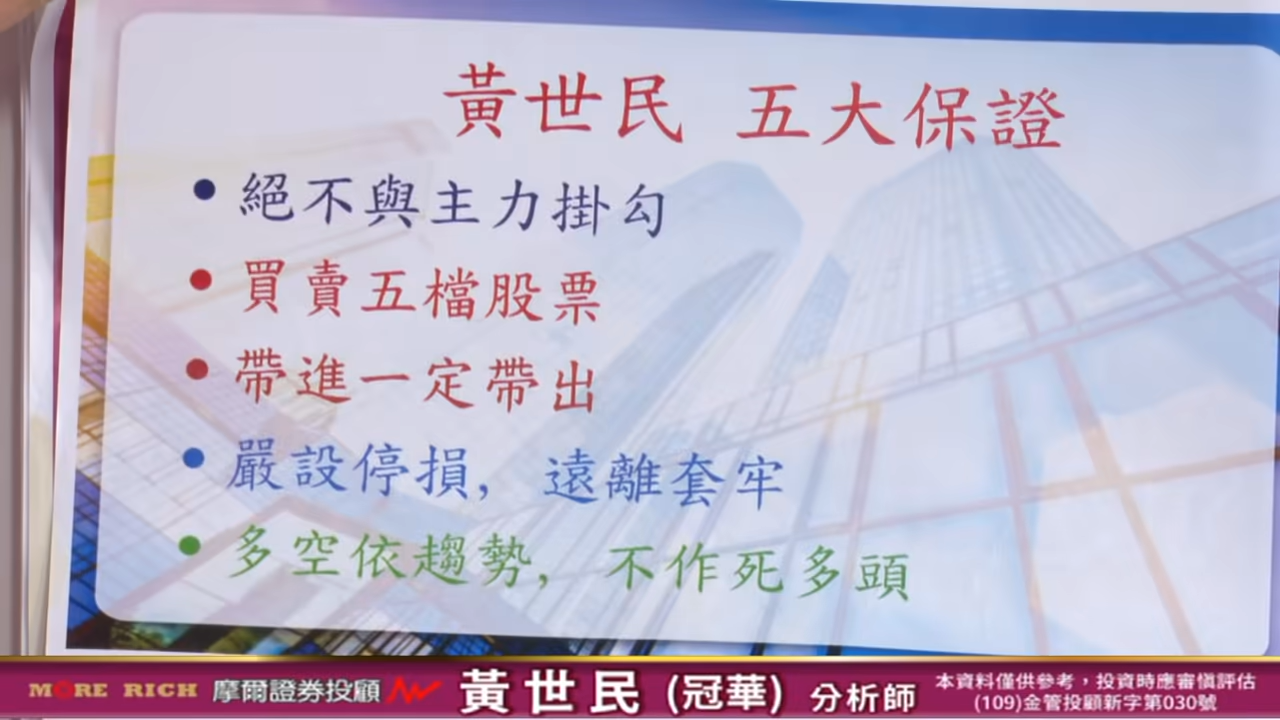 黃世民 五大保證
• 絕不與主力掛勾
• 買賣五檔股票
• 帶進一定帶出
• 嚴設停損，遠離套牢
• 多空依趨勢，不作死多頭
MORE RICH 摩爾證券投顧 黃世民(冠華) 分析師
本資料僅供參考，投資時應審慎評估
(109)金管投顧新字第030號